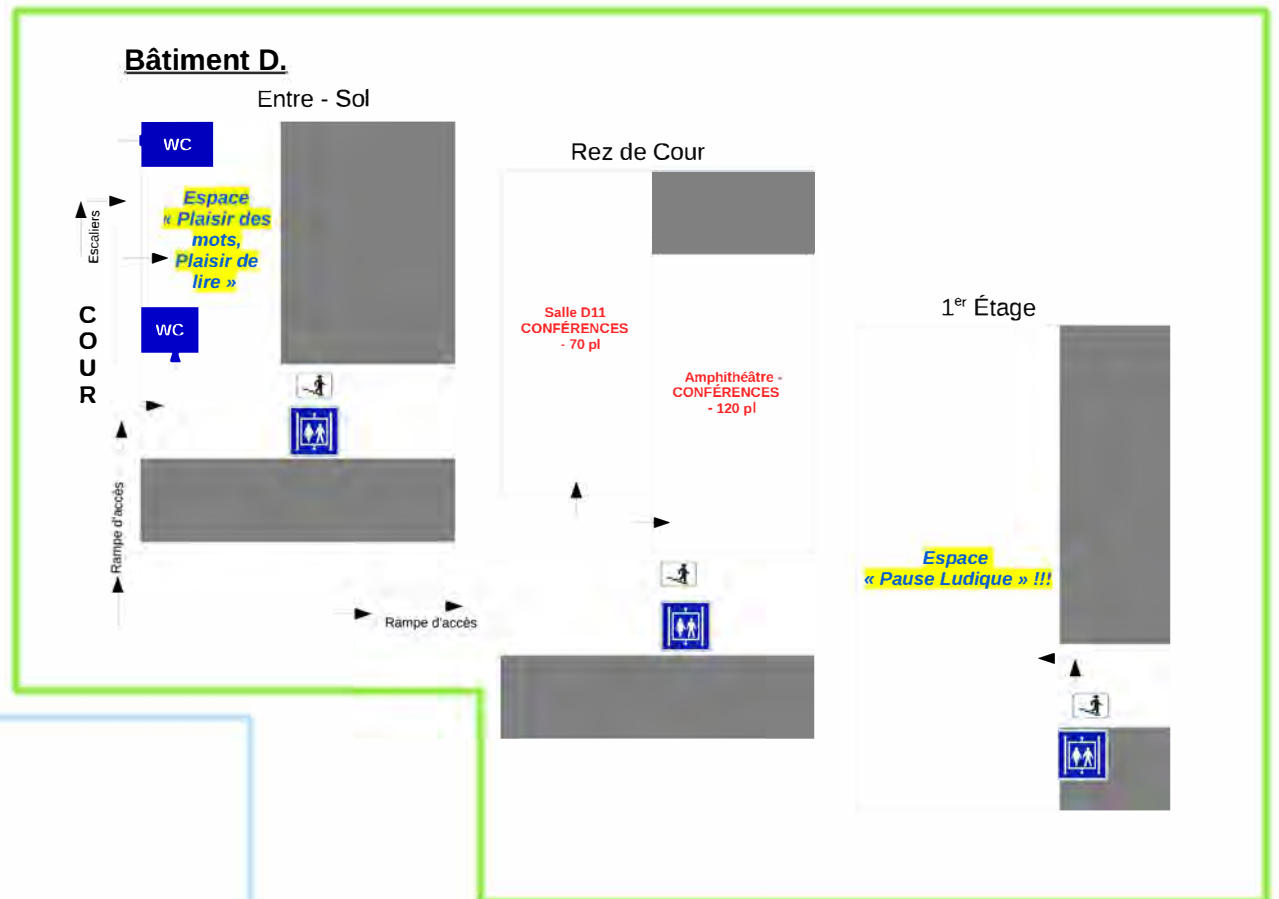 Bâtiment D.
Entre - Sol
WC
Espace
« Plaisir des
mots,
Plaisir de
lire »
Escaliers
WC
C
O
U
R
Rampe d'accès
Rampe d'accès
Rez de Cour
Salle D11
CONFÉRENCES
- 70 pl
Amphithéâtre -
CONFÉRENCES
- 120 pl
1er Étage
Espace
« Pause Ludique » !!!